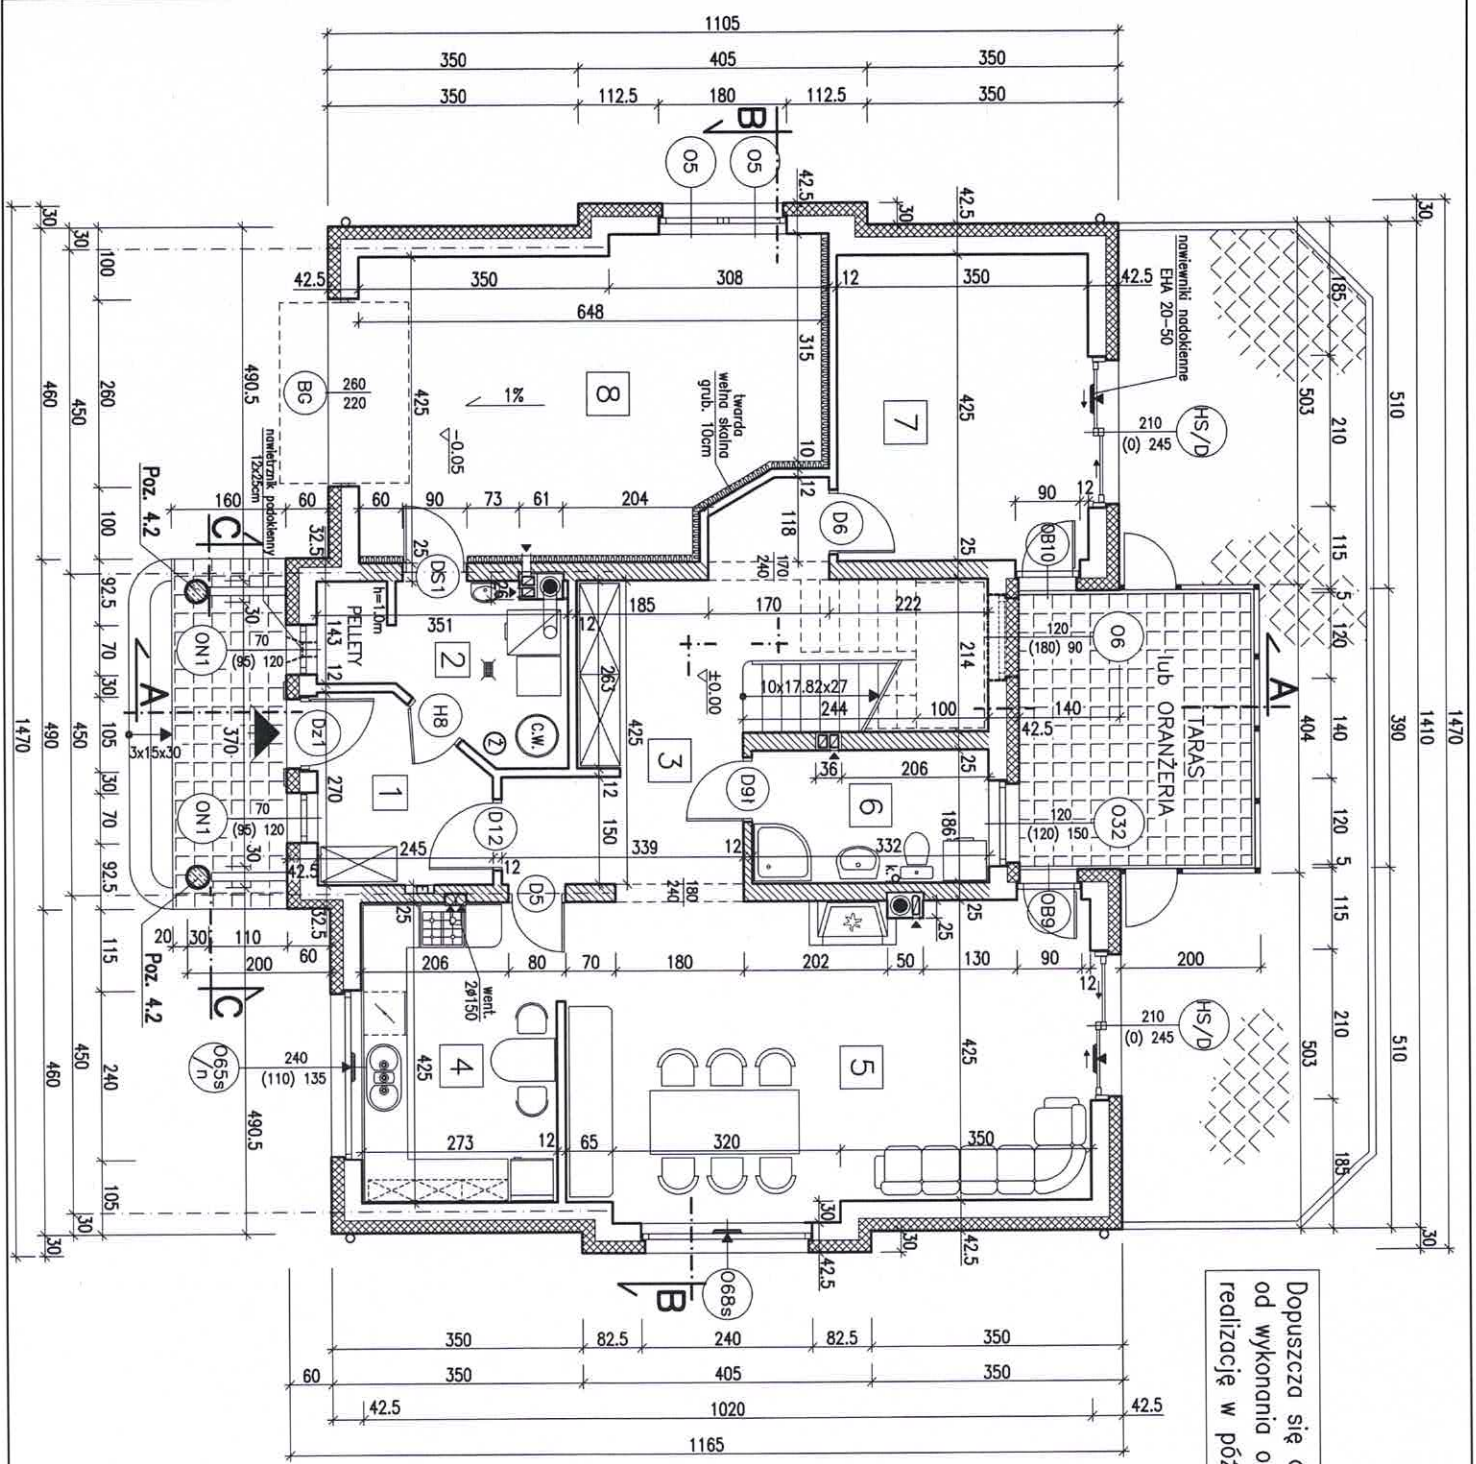 1105
350 405 350
350 112.5 180 112.5 350
B
O5 O5
42.5
42.5
30
nawiewniki nadokienne
EHA 20-50
42.5 350 308 12 350 42.5
648
315
425
425
8
7
1%
-0.05
twarda
wełna skalna
grub. 10cm
10
12
BG
260
220
HS/D
210
(0) 245
60 90 73 61 204
118
D6
90 12
OB10
25
25
DS1
170
240
nawietrznik podokienny
12x25cm
Poz. 4.2
C
160 60
32.5
h=1.0m
PELLETY
143
12
351
26
2
12
185 170 222
263
214
±0.00
10x17.82x27
244 100
42.5
140
O6
120
(180) 90
TARAS
lub ORANŻERIA
A
A
ON1
70
(95) 120
30
H8
C.W.
Ż
Dz1
370
3x15x30
270
1
425
3
D9ł
36 206
25
6
186
O32
120
(120) 150
ON1
70
(95) 120
30
42.5
245
D12
12
12
150
339
12
332
k.
D5
180
240
25
25
25
OB9
32.5
20 30 110 60
200
Poz. 4.2
C
206 80 70 180 202 50 130 90 12
200
went.
2ø150
HS/D
210
(0) 245
O65s
/n
240
(110) 135
425
4
5
425
273 12 65 320 350
30
42.5
B
O68s
30
42.5
350 82.5 240 82.5 350
60 350 405 350
42.5 1020 42.5
1165
30 100 260 100 92.5 70 30 105 30 70 92.5 115 240 105 30
30 450 450 450 30
30 460 490 460 30
1470
490.5
490.5
185 210 115 5 120 140 120 5 115 210 185
503 404 503
30 510 390 510 30
1410
1470
Dopuszcza się
od wykonania
realizację w